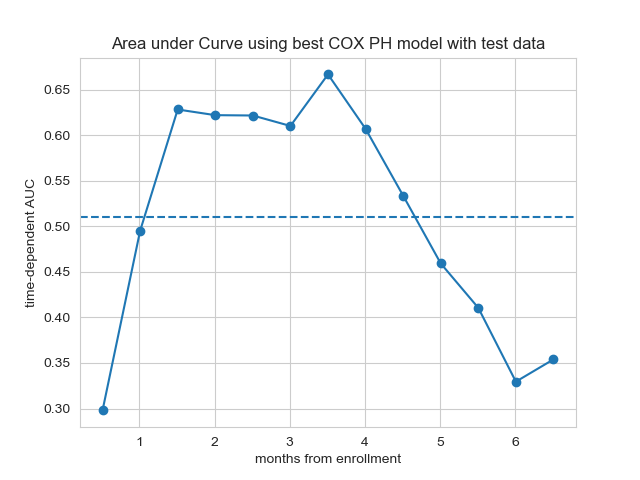 Area under Curve using best COX PH model with test data
time-dependent AUC
0.65
0.60
0.55
0.50
0.45
0.40
0.35
0.30
1 2 3 4 5 6
months from enrollment